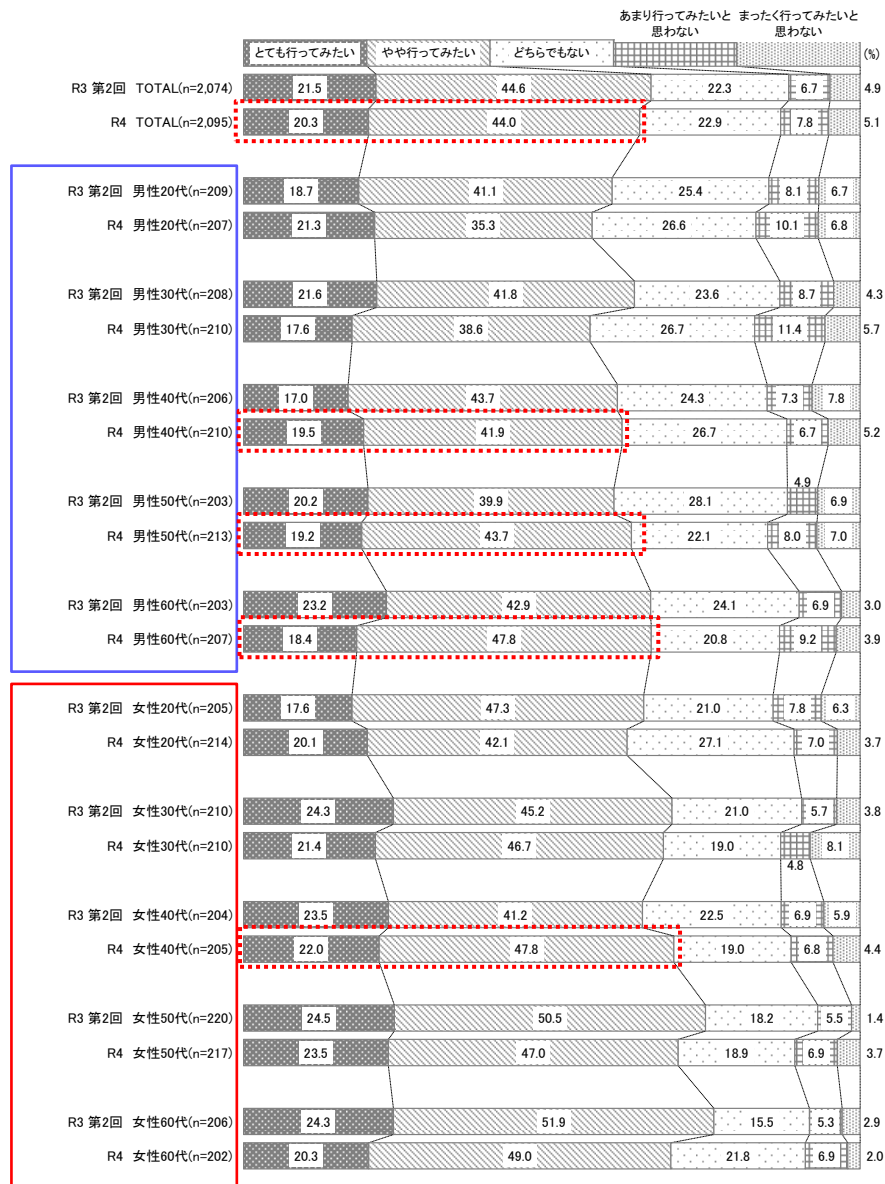 あまり行ってみたいと まったく行ってみたいと
思わない 思わない
とても行ってみたい やや行ってみたい どちらでもない (%)
R3 第2回 TOTAL(n=2,074) 21.5 44.6 22.3 6.7 4.9
R4 TOTAL(n=2,095) 20.3 44.0 22.9 7.8 5.1
R3 第2回 男性20代(n=209) 18.7 41.1 25.4 8.1 6.7
R4 男性20代(n=207) 21.3 35.3 26.6 10.1 6.8
R3 第2回 男性30代(n=208) 21.6 41.8 23.6 8.7 4.3
R4 男性30代(n=210) 17.6 38.6 26.7 11.4 5.7
R3 第2回 男性40代(n=206) 17.0 43.7 24.3 7.3 7.8
R4 男性40代(n=210) 19.5 41.9 26.7 6.7 5.2
R3 第2回 男性50代(n=203) 20.2 39.9 28.1 4.9 6.9
R4 男性50代(n=213) 19.2 43.7 22.1 8.0 7.0
R3 第2回 男性60代(n=203) 23.2 42.9 24.1 6.9 3.0
R4 男性60代(n=207) 18.4 47.8 20.8 9.2 3.9
R3 第2回 女性20代(n=205) 17.6 47.3 21.0 7.8 6.3
R4 女性20代(n=214) 20.1 42.1 27.1 7.0 3.7
R3 第2回 女性30代(n=210) 24.3 45.2 21.0 5.7 3.8
R4 女性30代(n=210) 21.4 46.7 19.0 4.8 8.1
R3 第2回 女性40代(n=204) 23.5 41.2 22.5 6.9 5.9
R4 女性40代(n=205) 22.0 47.8 19.0 6.8 4.4
R3 第2回 女性50代(n=220) 24.5 50.5 18.2 5.5 1.4
R4 女性50代(n=217) 23.5 47.0 18.9 6.9 3.7
R3 第2回 女性60代(n=206) 24.3 51.9 15.5 5.3 2.9
R4 女性60代(n=202) 20.3 49.0 21.8 6.9 2.0